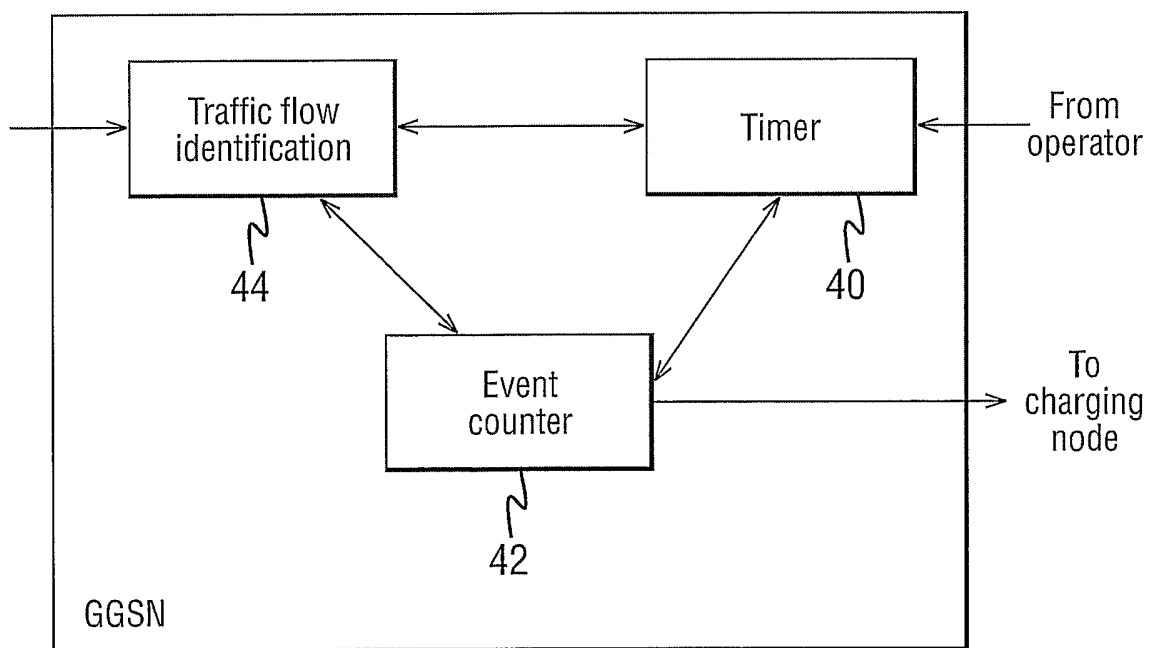 Traffic flow
identification
Timer
From
operator
44
40
Event
counter
To
charging
node
42
GGSN